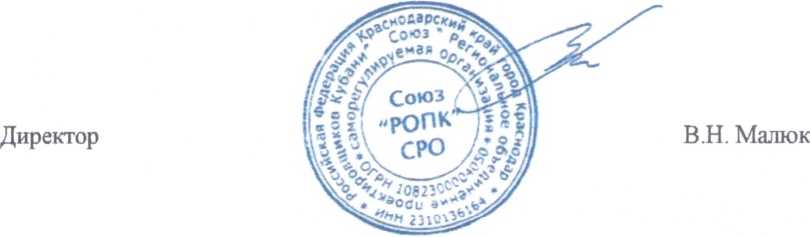 Директор
* Российская Федерация Краснодарский край город Краснодар * ИНН 2310136164
Союз "Региональное объединение проектировщиков Кубани"
* саморегулируемая организация * ОГРН 1082300004050
Союз
"РОПК"
СРО
В.Н. Малюк